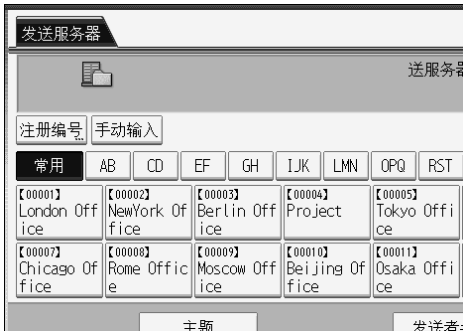 发送服务器
送服务器
注册编号 手动输入
常用 AB CD EF GH IJK LMN OPQ RST
【00001】 【00002】 【00003】 【00004】 【00005】
London Off NewYork Of Berlin Off Project Tokyo Offi
ice ffice ice ce
【00007】 【00008】 【00009】 【00010】 【00011】
Chicago Of Rome Offic Moscow Off Beijing Of Osaka Offi
fice e ice fice ce
主题 发送者